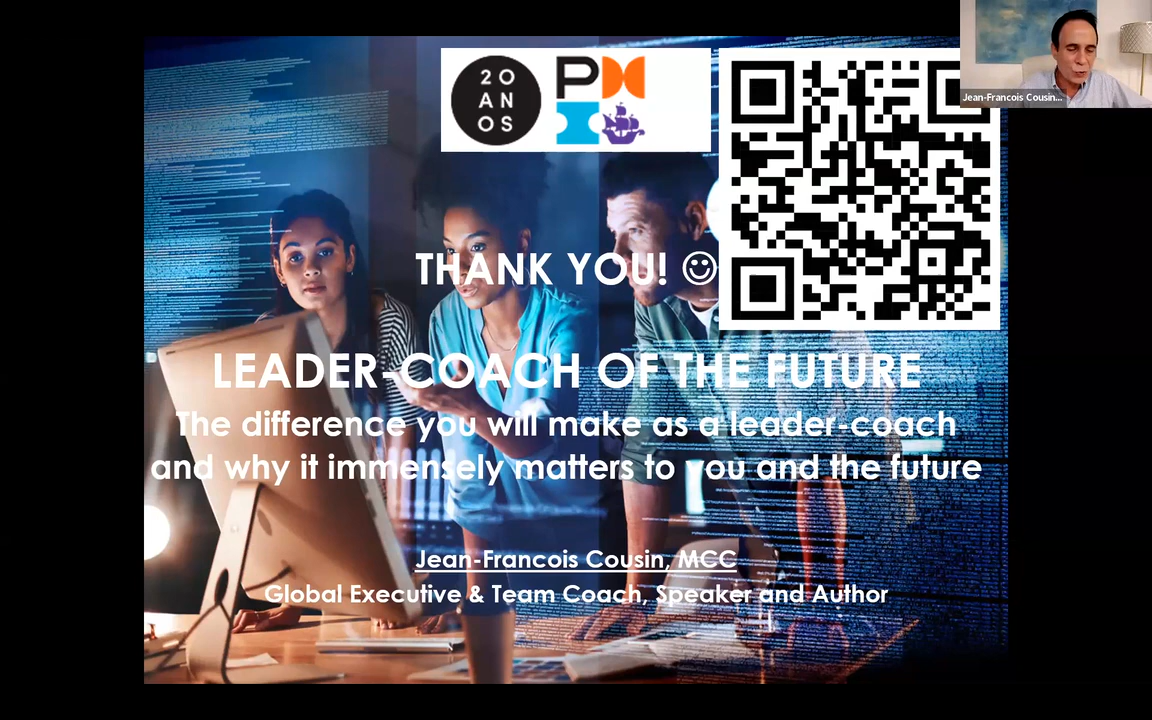 20
AN
OS
PMI
Jean-Francois Cousin...
THANK YOU! ☺
LEADER-COACH OF THE FUTURE
The difference you will make as a leader-coach
and why it immensely matters to you and the future
Jean-Francois Cousin, MCC
Global Executive & Team Coach, Speaker and Author